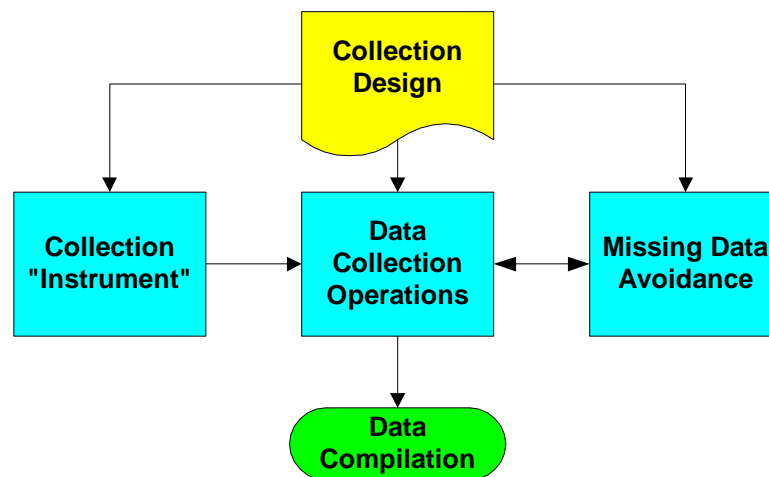 Collection
Design
Collection
"Instrument"
Data
Collection
Operations
Missing Data
Avoidance
Data
Compilation